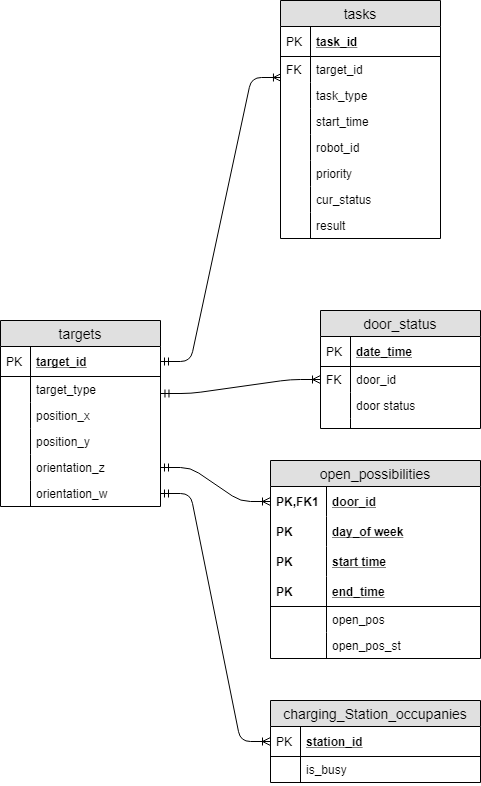 tasks
PK task_id
FK target_id
task_type
start_time
robot_id
priority
cur_status
result
targets
PK target_id
target_type
position_x
position_y
orientation_z
orientation_w
door_status
PK date_time
FK door_id
door status
open_possibilities
PK,FK1 door_id
PK day_of week
PK start time
PK end_time
open_pos
open_pos_st
charging_Station_occupanies
PK station_id
is_busy